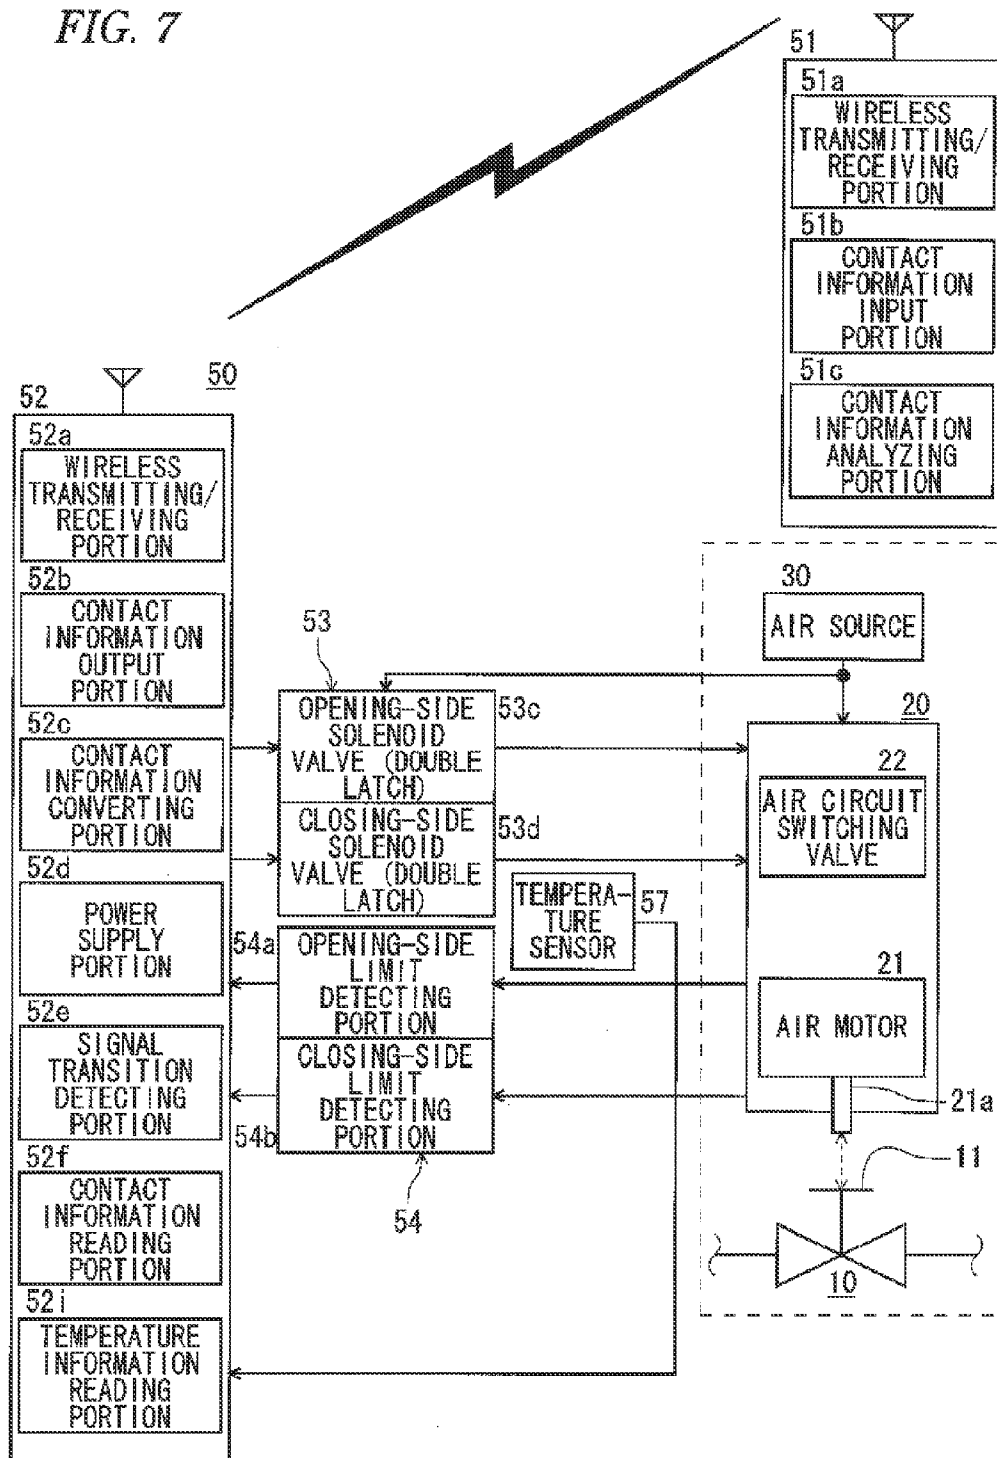 FIG. 7
51
51a
WIRELESS
TRANSMITTING/
RECEIVING
PORTION
51b
CONTACT
INFORMATION
INPUT
PORTION
51c
CONTACT
INFORMATION
ANALYZING
PORTION
50
52
52a
WIRELESS
TRANSMITTING/
RECEIVING
PORTION
52b
CONTACT
INFORMATION
OUTPUT
PORTION
52c
CONTACT
INFORMATION
CONVERTING
PORTION
52d
POWER
SUPPLY
PORTION
52e
SIGNAL
TRANSITION
DETECTING
PORTION
52f
CONTACT
INFORMATION
READING
PORTION
52i
TEMPERATURE
INFORMATION
READING
PORTION
53
OPENING-SIDE
SOLENOID
VALVE (DOUBLE
LATCH)
53c
CLOSING-SIDE
SOLENOID
VALVE (DOUBLE
LATCH)
53d
TEMPERA-
TURE
SENSOR
57
54a
OPENING-SIDE
LIMIT
DETECTING
PORTION
CLOSING-SIDE
LIMIT
DETECTING
PORTION
54b
54
30
AIR SOURCE
20
22
AIR CIRCUIT
SWITCHING
VALVE
21
AIR MOTOR
21a
11
10